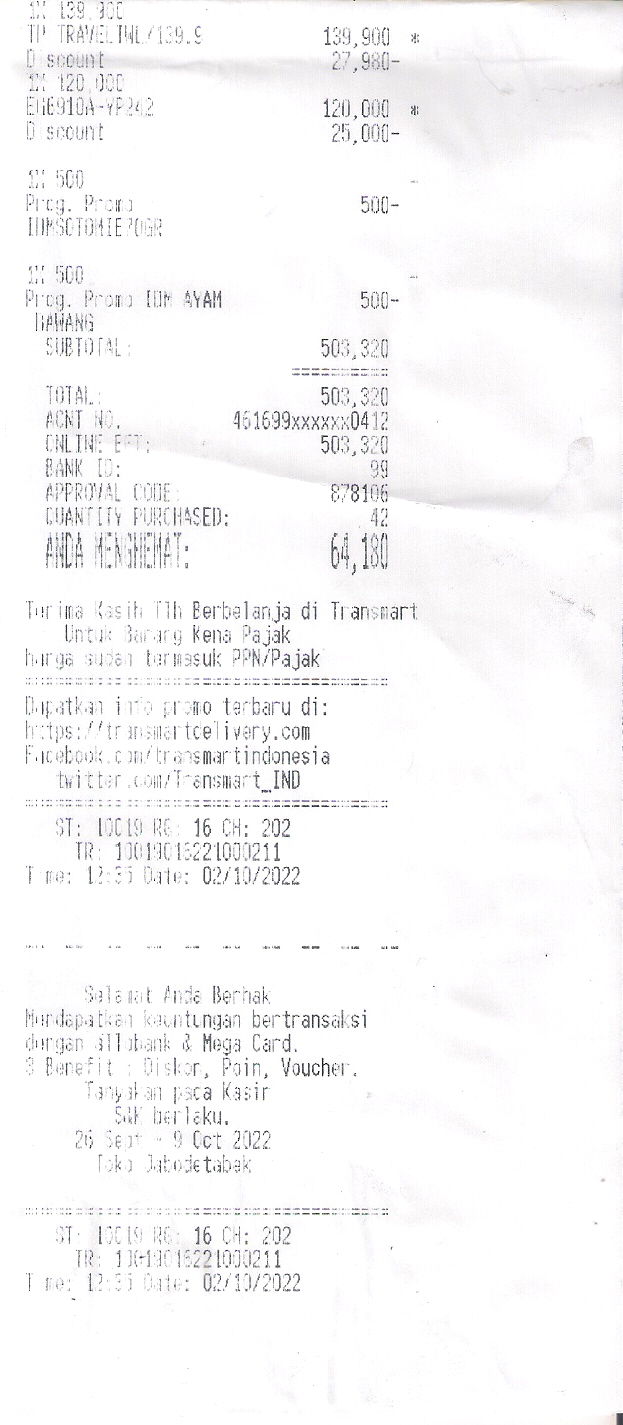 1X 139,900
TP TRAVELTWL/139.9 139,900 *
Discount 27,980-
1X 120,000
EG6910A-YP242 120,000 *
Discount 25,000-
1X 500 -
Prog. Promo 500-
IDMSOTOMIE70GR
1X 500 -
Prog. Promo IDM AYAM 500-
BAWANG
SUBTOTAL: 503,320
==========
TOTAL: 503,320
ACNT NO. 461699xxxxxx0412
ONLINE EFT: 503,320
BANK ID: 99
APPROVAL CODE: 878106
QUANTITY PURCHASED: 42
ANDA MENGHEMAT: 64,180
Terima Kasih Tlh Berbelanja di Transmart
Untuk Barang Kena Pajak
harga sudah termasuk PPN/Pajak
======================================
Dapatkan info promo terbaru di:
https://transmartdelivery.com
Facebook.com/transmartindonesia
twitter.com/Transmart_IND
======================================
ST: 10019 RG: 16 CH: 202
TR: 10019016221000211
Time: 12:35 Date: 02/10/2022
== == == == == == == == == ==
Selamat Anda Berhak
Mendapatkan keuntungan bertransaksi
dengan allobank & Mega Card.
3 Benefit : Diskon, Poin, Voucher.
Tanyakan pada Kasir
S&K berlaku.
26 Sept - 9 Oct 2022
Toko Jabodetabek
======================================
ST: 10019 RG: 16 CH: 202
TR: 10019016221000211
Time: 12:35 Date: 02/10/2022